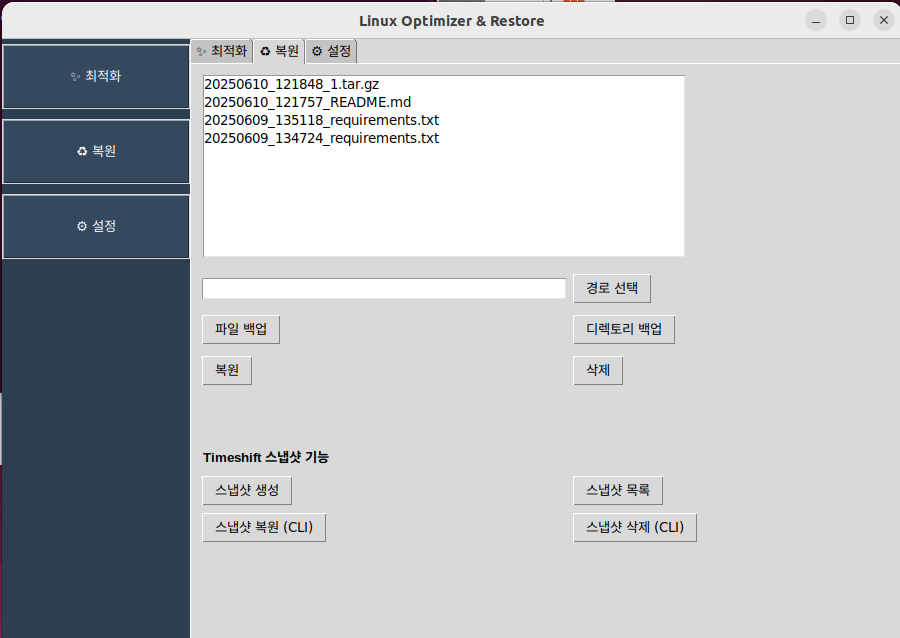 Linux Optimizer & Restore
✨ 최적화
♻ 복원
⚙ 설정
✨ 최적화 ♻ 복원 ⚙ 설정
20250610_121848_1.tar.gz
20250610_121757_README.md
20250609_135118_requirements.txt
20250609_134724_requirements.txt
경로 선택
파일 백업 디렉토리 백업
복원 삭제
Timeshift 스냅샷 기능
스냅샷 생성 스냅샷 목록
스냅샷 복원 (CLI) 스냅샷 삭제 (CLI)